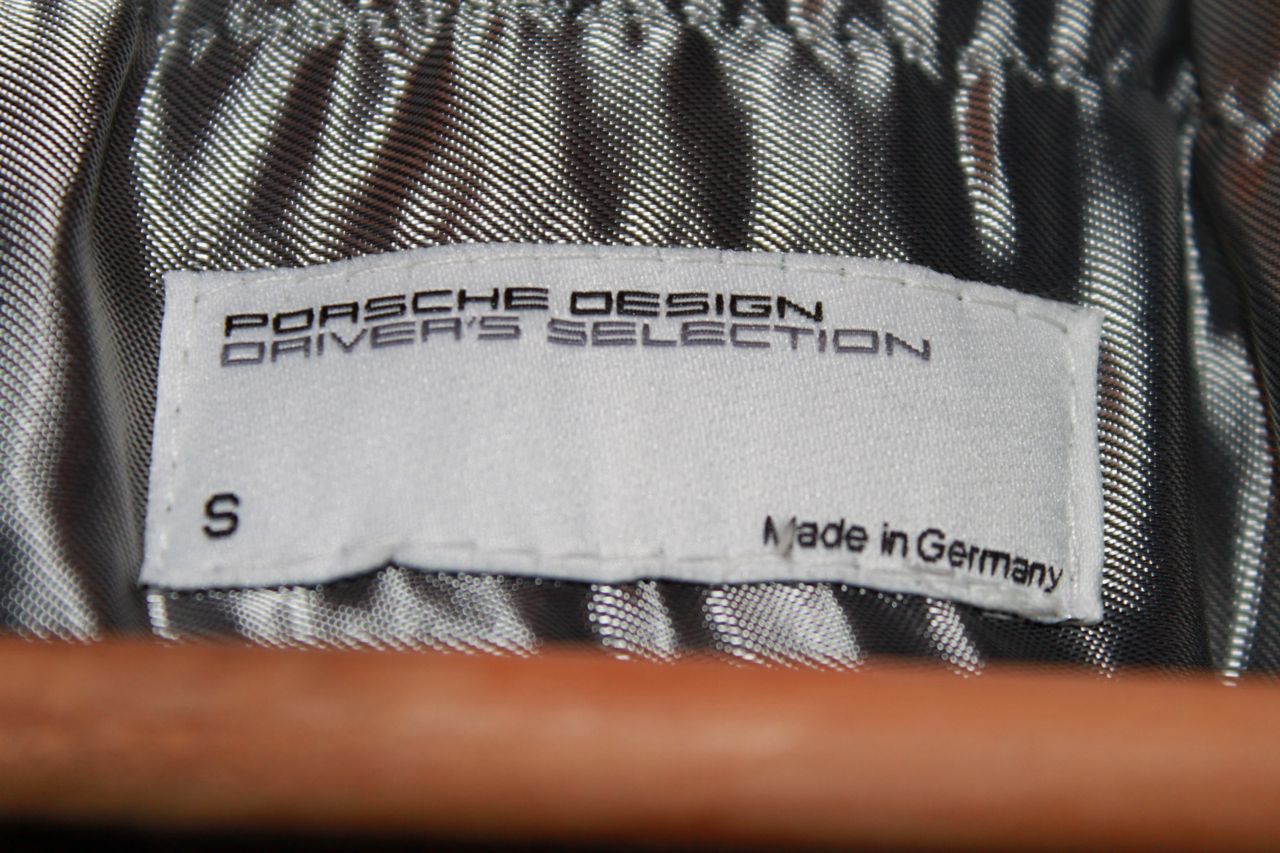 PORSCHE DESIGN
DRIVER'S SELECTION
S
Made in Germany